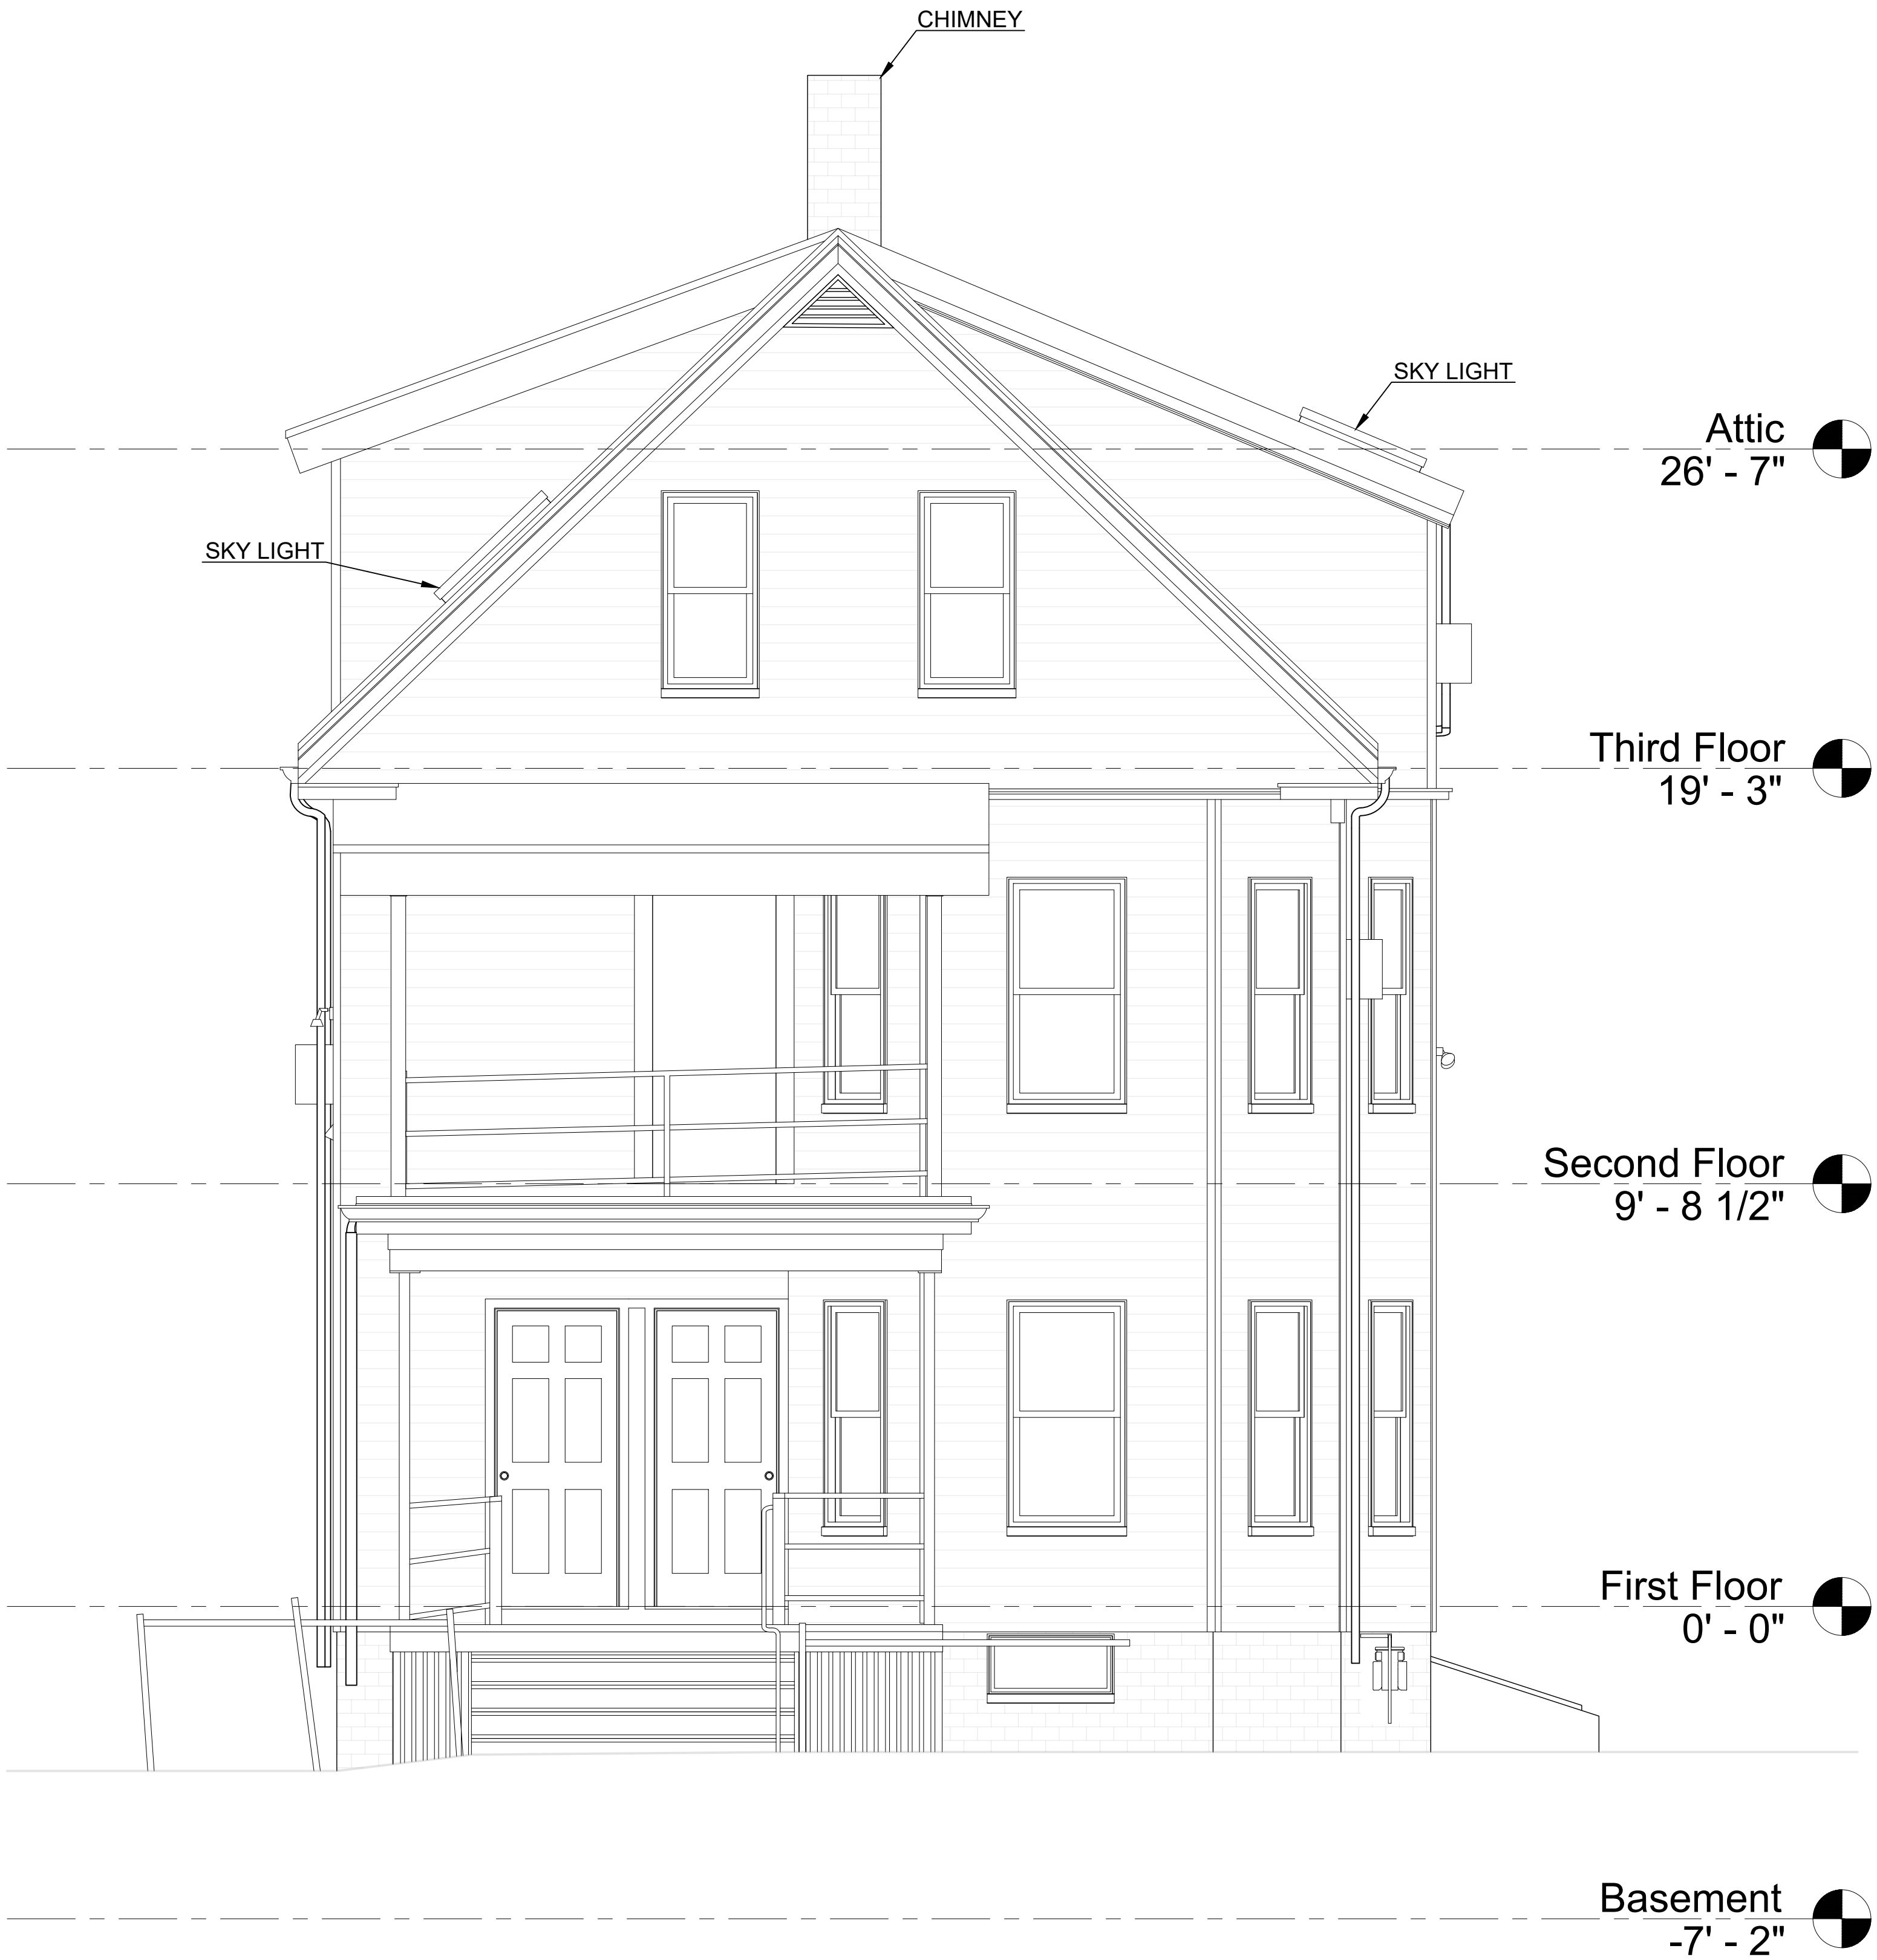 CHIMNEY
SKY LIGHT
Attic
26' - 7"
SKY LIGHT
Third Floor
19' - 3"
Second Floor
9' - 8 1/2"
First Floor
0' - 0"
Basement
-7' - 2"